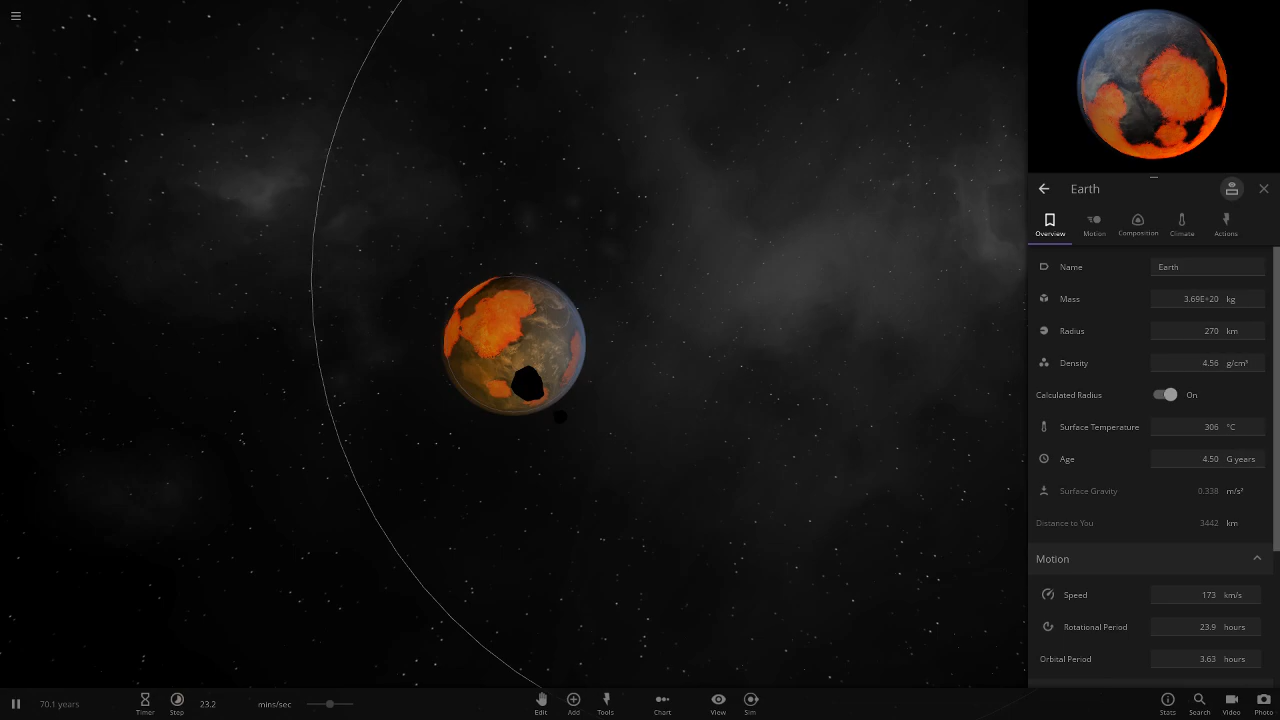 Earth
Overview
Motion
Composition
Climate
Actions
Name Earth
Mass 3.69E+20 kg
Radius 270 km
Density 4.56 g/cm³
Calculated Radius On
Surface Temperature 306 °C
Age 4.50 G years
Surface Gravity 0.338 m/s²
Distance to You 3442 km
Motion
Speed 173 km/s
Rotational Period 23.9 hours
Orbital Period 3.63 hours
70.1 years
Timer
Step
23.2 mins/sec
Edit
Add
Tools
Chart
View
Sim
Stats
Search
Video
Photo